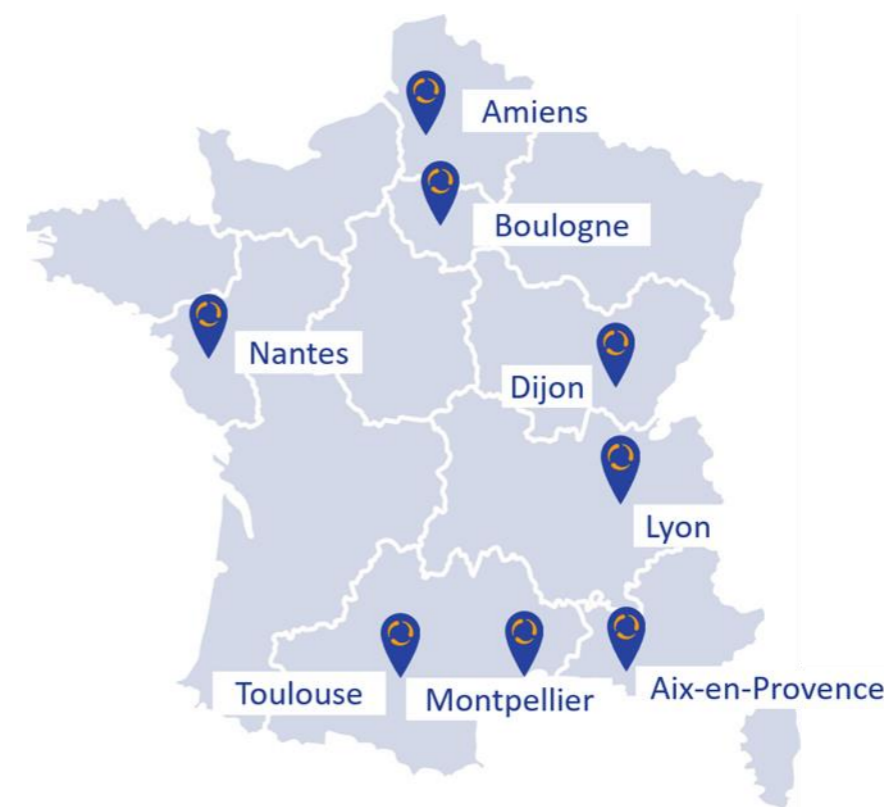 Amiens
Boulogne
Nantes
Dijon
Lyon
Toulouse
Montpellier
Aix-en-Provence